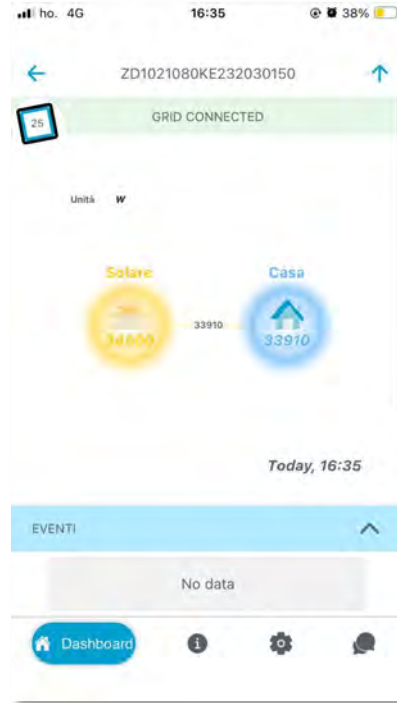 ho. 4G 16:35 38%
ZD1021080KE232030150
25
GRID CONNECTED
Unità W
Solare Casa
33910
33910
Today, 16:35
EVENTI
No data
Dashboard